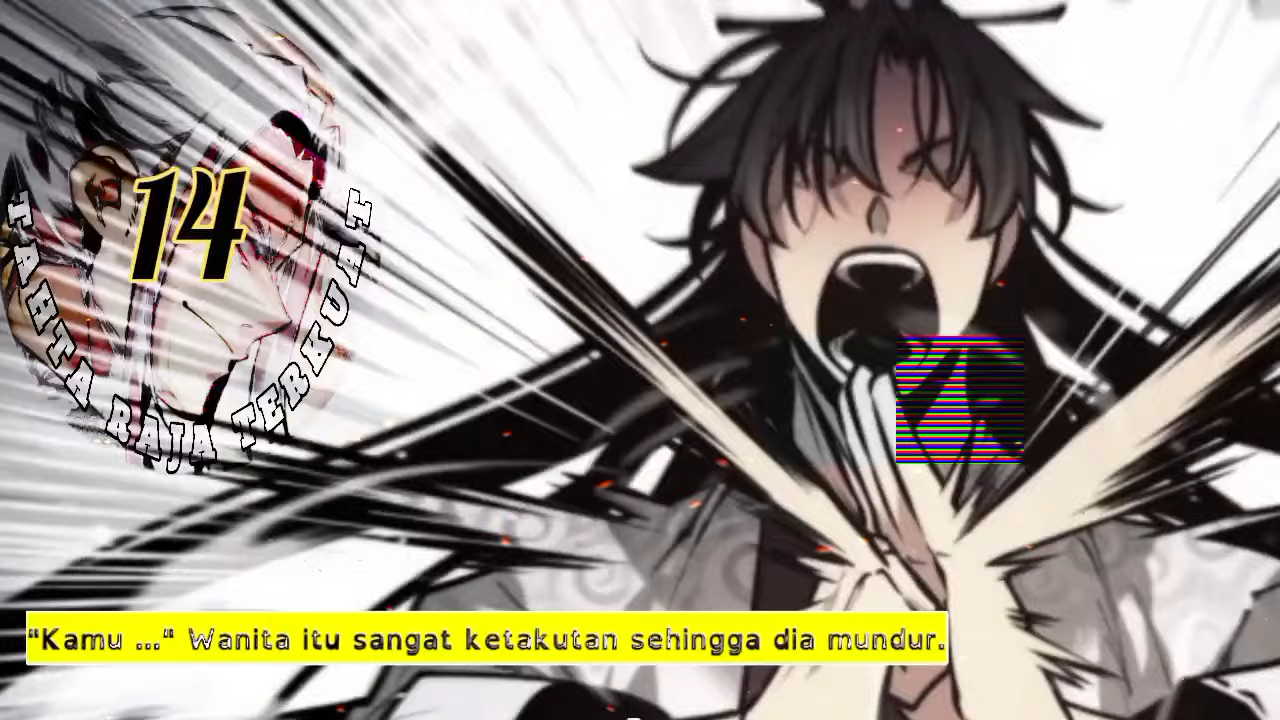 14
TAHTA RAJA TERKUAT
"Kamu ..." Wanita itu sangat ketakutan sehingga dia mundur.